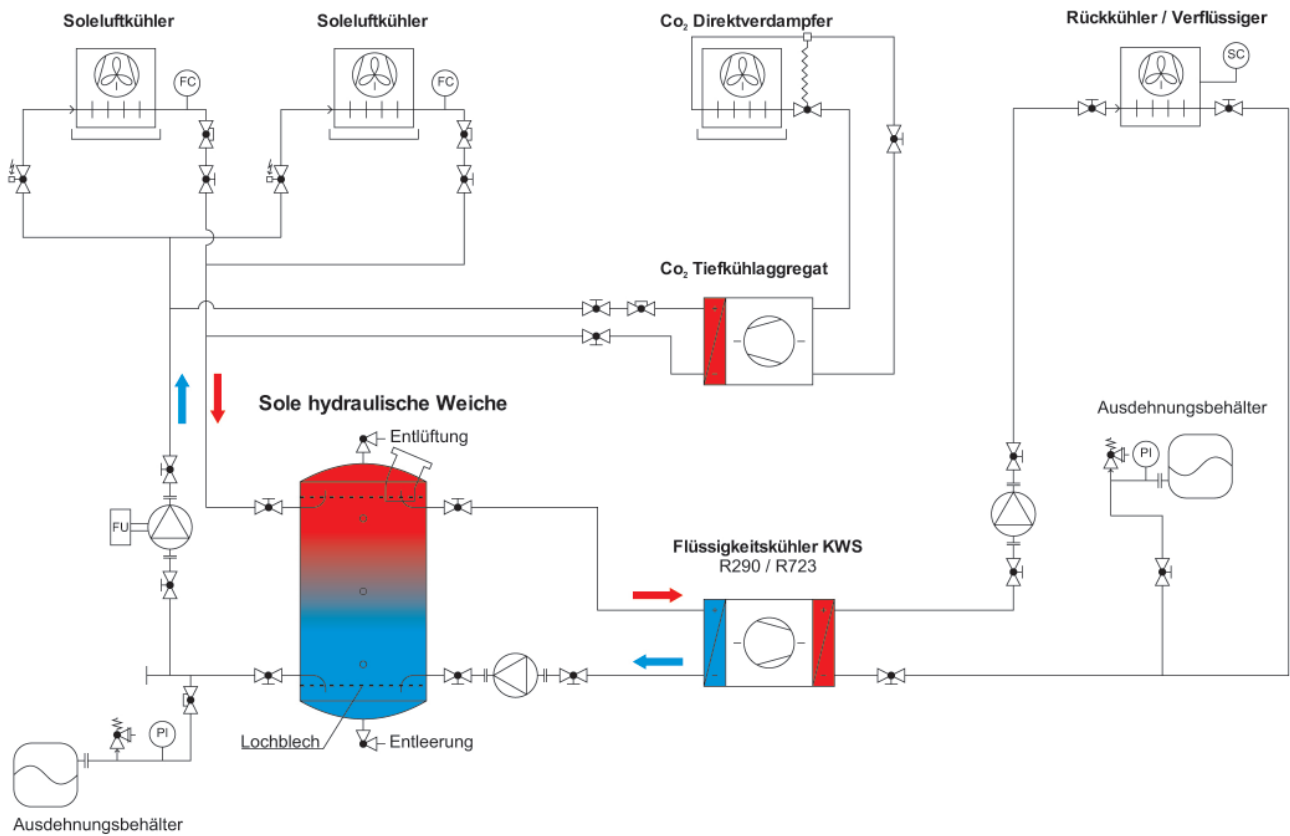 Soleluftkühler
Soleluftkühler
Co₂ Direktverdampfer
Rückkühler / Verflüssiger
FC
FC
SC
Co₂ Tiefkühlaggregat
Sole hydraulische Weiche
Ausdehnungsbehälter
Entlüftung
PI
FU
Flüssigkeitskühler KWS
R290 / R723
Lochblech
Entleerung
PI
Ausdehnungsbehälter